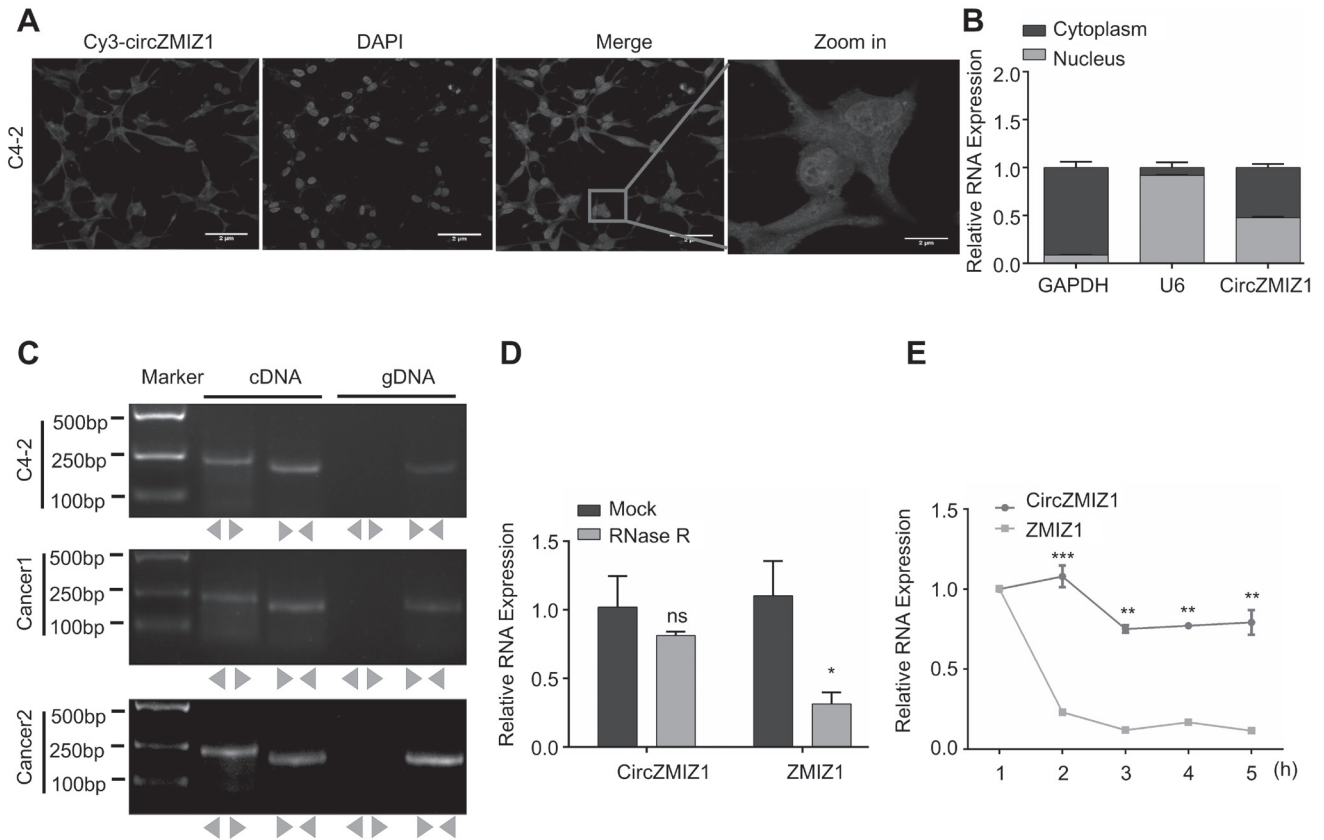 A
Cy3-circZMIZ1 DAPI Merge Zoom in
C4-2
2 μm 2 μm 2 μm 2 μm
B
Cytoplasm
Nucleus
Relative RNA Expression
2.0
1.5
1.0
0.5
0.0
GAPDH U6 CircZMIZ1
C
Marker cDNA gDNA
C4-2
500bp
250bp
100bp
Cancer1
500bp
250bp
100bp
Cancer2
500bp
250bp
100bp
D
Mock
RNase R
Relative RNA Expression
1.5
1.0
0.5
0.0
ns
*
CircZMIZ1 ZMIZ1
E
CircZMIZ1
ZMIZ1
Relative RNA Expression
1.5
1.0
0.5
0.0
*** ** ** **
1 2 3 4 5 (h)